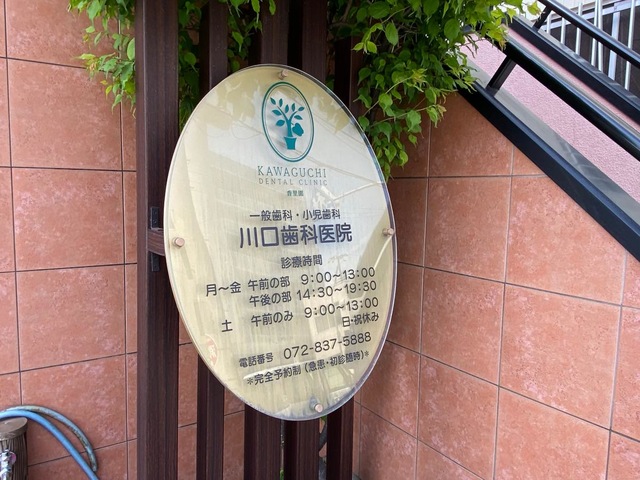 KAWAGUCHI
DENTAL CLINIC
香里園
一般歯科・小児歯科
川口歯科医院
診療時間
月〜金 午前の部 9:00〜13:00
午後の部 14:30〜19:30
土 午前のみ 9:00〜13:00
日・祝休み
電話番号 072-837-5888
*完全予約制（急患・初診随時）*